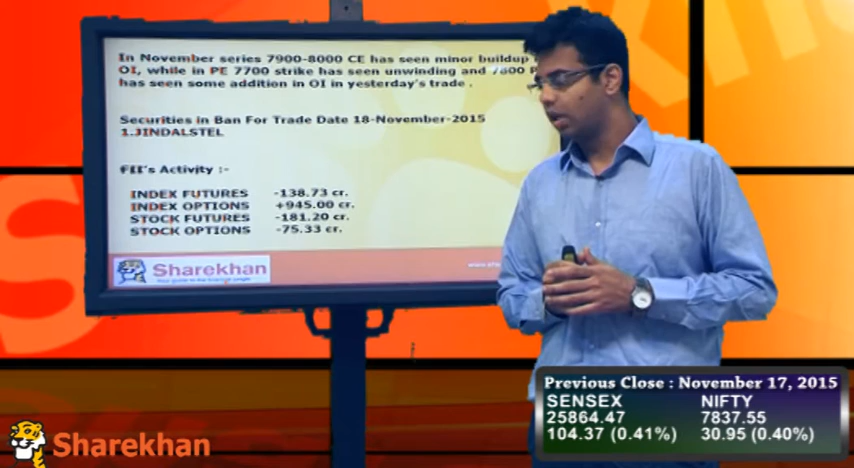 In November series 7900-8000 CE has seen minor buildup
OI, while in PE 7700 strike has seen unwinding and 7800
has seen some addition in OI in yesterday's trade .
Securities in Ban For Trade Date 18-November-2015
1.JINDALSTEL
FII's Activity :-
INDEX FUTURES -138.73 cr.
INDEX OPTIONS +945.00 cr.
STOCK FUTURES -181.20 cr.
STOCK OPTIONS -75.33 cr.
Sharekhan
Previous Close : November 17, 2015
SENSEX NIFTY
25864.47 7837.55
104.37 (0.41%) 30.95 (0.40%)
Sharekhan